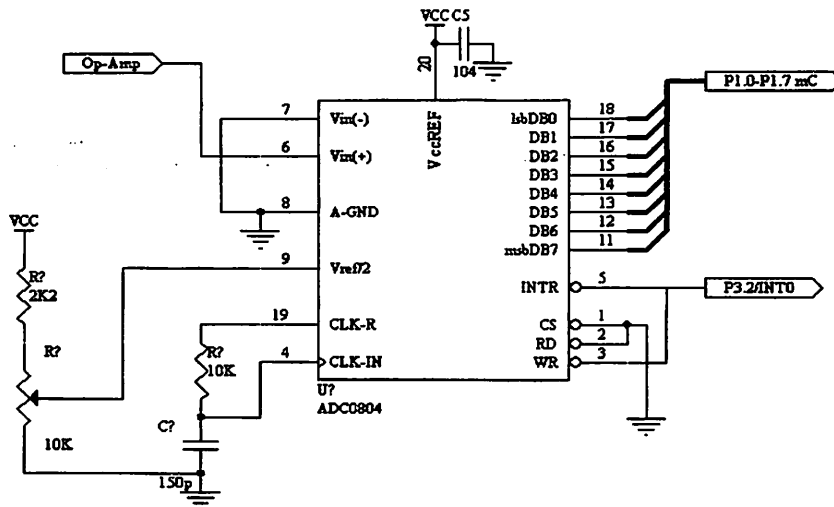 VCC C5
Op-Amp
20
104
P1.0-P1.7 mC
7
Vin(-)
VccREF
lsbDB0
18
DB1
17
6
Vin(+)
DB2
16
DB3
15
DB4
14
8
A-GND
DB5
13
DB6
12
msbDB7
11
VCC
9
Vref/2
R?
2K2
INTR
5
P3.2/INT0
19
CLK-R
CS
1
R?
R?
10K
RD
2
4
CLK-IN
WR
3
U?
ADC0804
C?
10K
150p